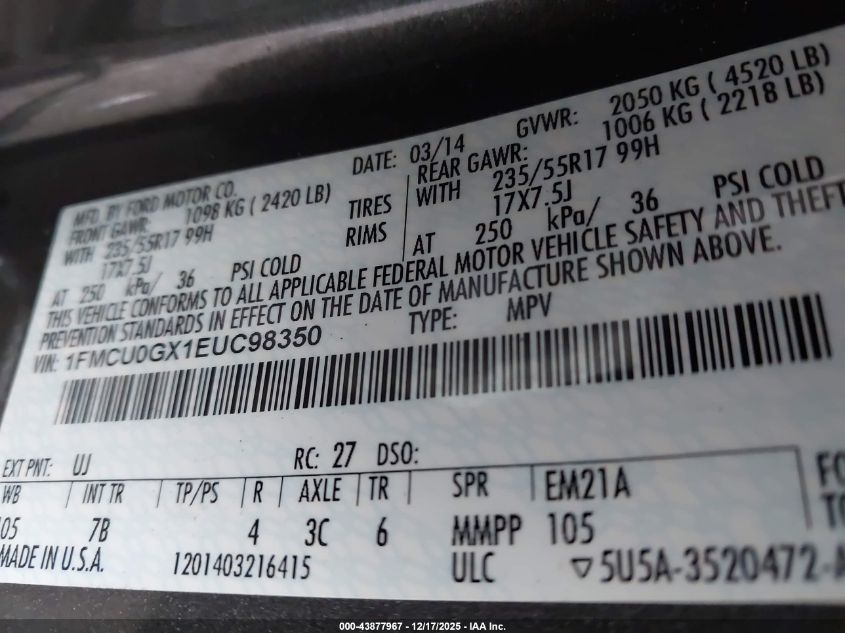 MFD. BY FORD MOTOR CO.
DATE: 03/14
GVWR: 2050 KG ( 4520 LB)
FRONT GAWR: 1098 KG ( 2420 LB)
REAR GAWR: 1006 KG ( 2218 LB)
WITH 235/55R17 99H
TIRES
WITH 235/55R17 99H
17X7.5J
RIMS
17X7.5J
AT 250 kPa/ 36 PSI COLD
AT 250 kPa/ 36 PSI COLD
THIS VEHICLE CONFORMS TO ALL APPLICABLE FEDERAL MOTOR VEHICLE SAFETY AND THEFT
PREVENTION STANDARDS IN EFFECT ON THE DATE OF MANUFACTURE SHOWN ABOVE.
VIN: 1FMCU0GX1EUC98350
TYPE: MPV
EXT PNT: UJ RC: 27 DSO:
WB INT TR TP/PS R AXLE TR SPR EM21A
05 7B 4 3C 6 MMPP 105
MADE IN U.S.A. 1201403216415 ULC ▽5U5A-3520472-A
000-43877967 - 12/17/2025 - IAA Inc.